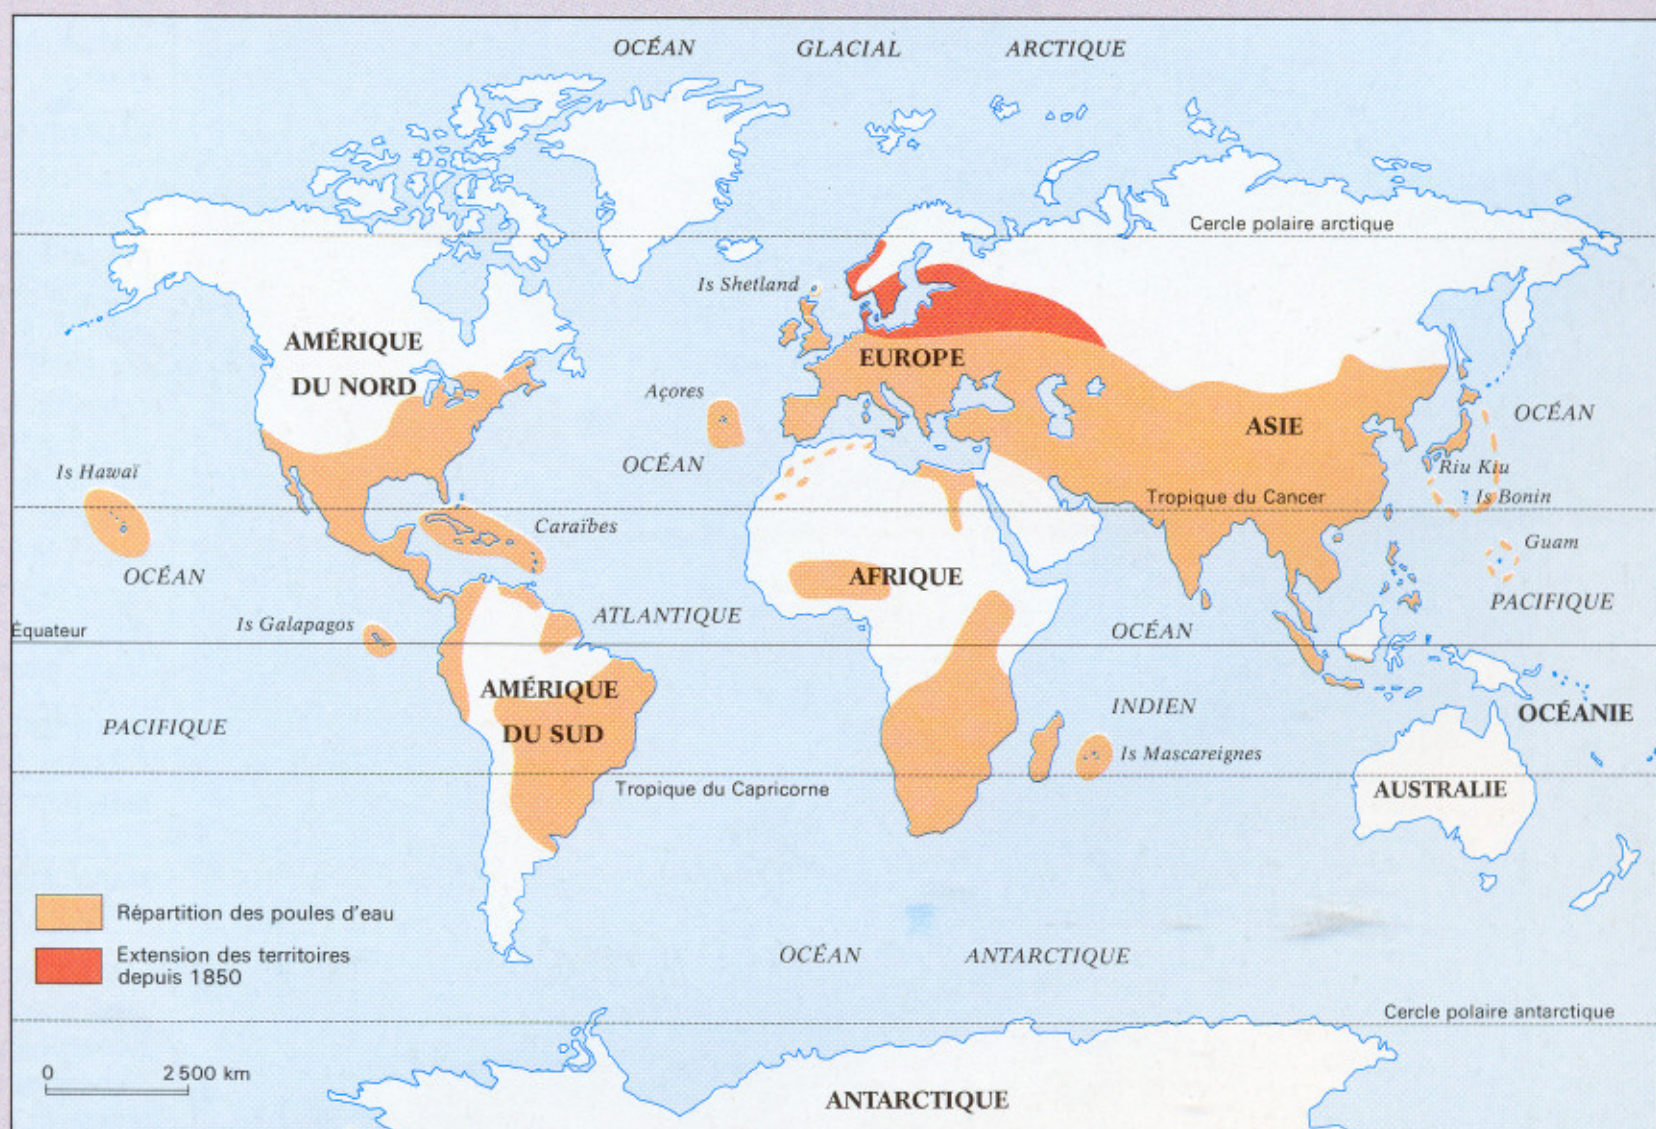 OCÉAN GLACIAL ARCTIQUE
Cercle polaire arctique
Is Shetland
AMÉRIQUE
DU NORD
EUROPE
Açores
ASIE
OCÉAN
OCÉAN
Is Hawaï
Riu Kiu
Tropique du Cancer
Is Bonin
Caraïbes
Guam
OCÉAN
AFRIQUE
PACIFIQUE
ATLANTIQUE
Is Galapagos
Équateur
OCÉAN
AMÉRIQUE
DU SUD
INDIEN
OCÉANIE
PACIFIQUE
Is Mascareignes
Tropique du Capricorne
AUSTRALIE
Répartition des poules d'eau
Extension des territoires
depuis 1850
OCÉAN ANTARCTIQUE
Cercle polaire antarctique
0 2 500 km
ANTARCTIQUE